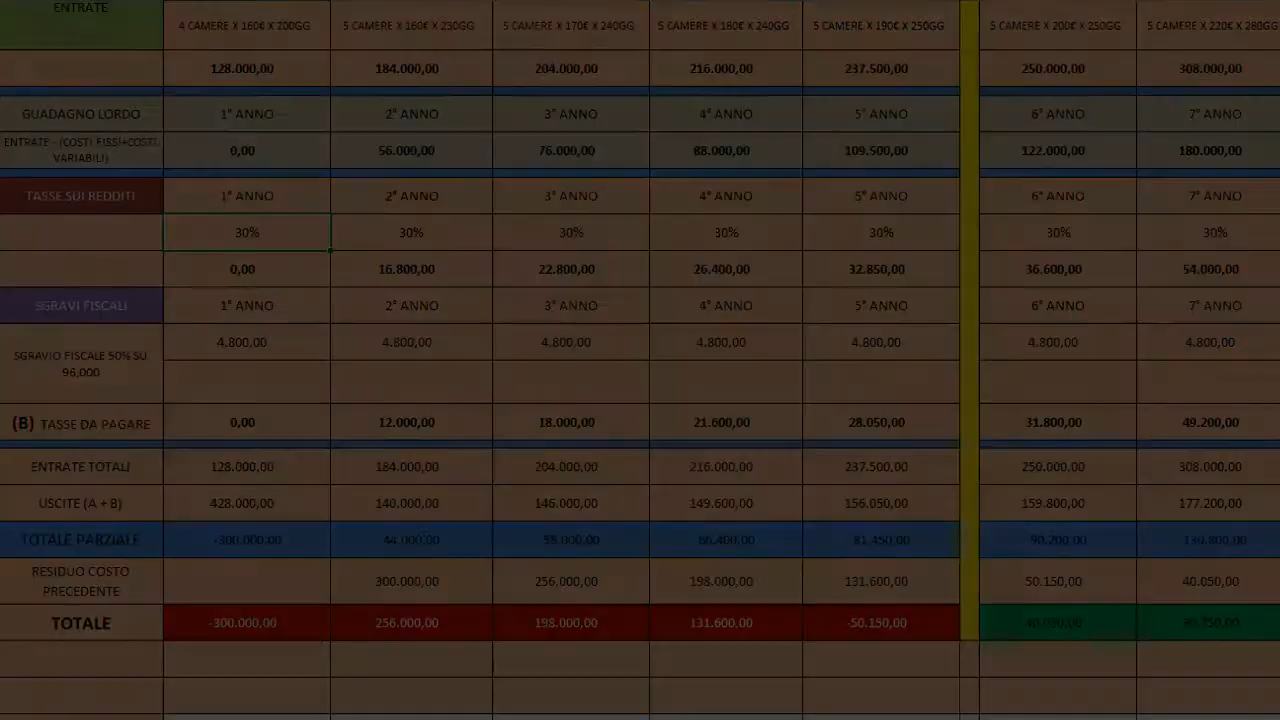 ENTRATE
4 CAMERE X 160€ X 200GG 5 CAMERE X 160€ X 230GG 5 CAMERE X 170€ X 240GG 5 CAMERE X 180€ X 240GG 5 CAMERE X 190€ X 250GG 5 CAMERE X 200€ X 250GG 5 CAMERE X 220€ X 280GG
128.000,00 184.000,00 204.000,00 216.000,00 237.500,00 250.000,00 308.000,00
GUADAGNO LORDO 1° ANNO 2° ANNO 3° ANNO 4° ANNO 5° ANNO 6° ANNO 7° ANNO
ENTRATE - (COSTI FISSI+COSTI
VARIABILI) 0,00 56.000,00 76.000,00 88.000,00 109.500,00 122.000,00 180.000,00
TASSE SUI REDDITI 1° ANNO 2° ANNO 3° ANNO 4° ANNO 5° ANNO 6° ANNO 7° ANNO
30% 30% 30% 30% 30% 30% 30%
0,00 16.800,00 22.800,00 26.400,00 32.850,00 36.600,00 54.000,00
SGRAVI FISCALI 1° ANNO 2° ANNO 3° ANNO 4° ANNO 5° ANNO 6° ANNO 7° ANNO
4.800,00 4.800,00 4.800,00 4.800,00 4.800,00 4.800,00 4.800,00
SGRAVIO FISCALE 50% SU
96,000
(B) TASSE DA PAGARE 0,00 12.000,00 18.000,00 21.600,00 28.050,00 31.800,00 49.200,00
ENTRATE TOTALI 128.000,00 184.000,00 204.000,00 216.000,00 237.500,00 250.000,00 308.000,00
USCITE (A + B) 428.000,00 140.000,00 146.000,00 149.600,00 156.050,00 159.800,00 177.200,00
TOTALE PARZIALE -300.000,00 44.000,00 58.000,00 66.400,00 81.450,00 90.200,00 130.800,00
RESIDUO COSTO
PRECEDENTE 300.000,00 256.000,00 198.000,00 131.600,00 50.150,00 40.050,00
TOTALE -300.000,00 256.000,00 198.000,00 131.600,00 -50.150,00 40.050,00